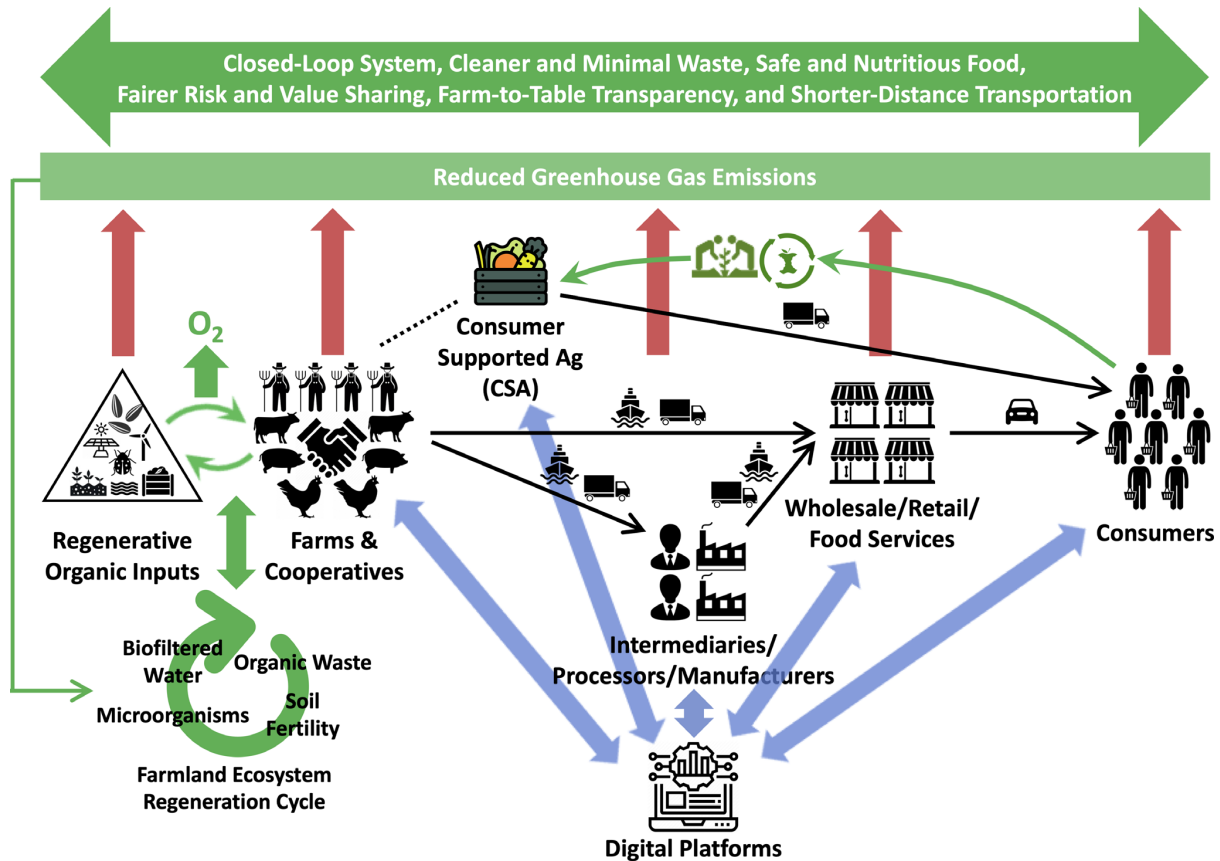 Closed-Loop System, Cleaner and Minimal Waste, Safe and Nutritious Food,
Fairer Risk and Value Sharing, Farm-to-Table Transparency, and Shorter-Distance Transportation
Reduced Greenhouse Gas Emissions
O₂
Consumer
Supported Ag
(CSA)
Regenerative
Organic Inputs
Farms &
Cooperatives
Wholesale/Retail/
Food Services
Consumers
Intermediaries/
Processors/Manufacturers
Biofiltered
Water
Organic Waste
Microorganisms
Soil
Fertility
Farmland Ecosystem
Regeneration Cycle
Digital Platforms